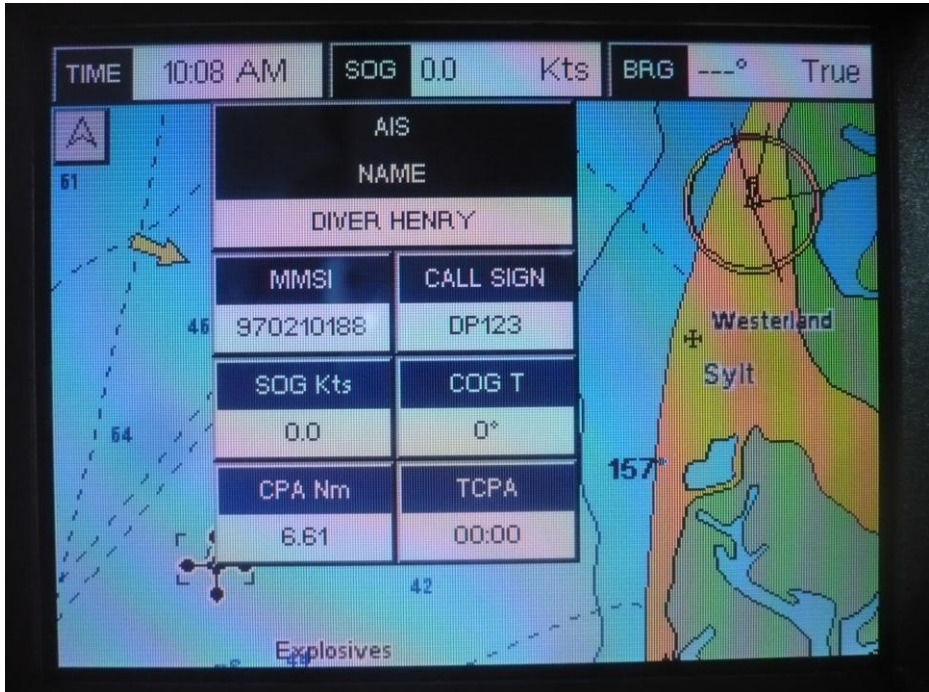 TIME 10:08 AM SOG 0.0 Kts BRG ---° True
AIS
NAME
DIVER HENRY
MMSI CALL SIGN
970210188 DP123
SOG Kts COG T
0.0 0°
CPA Nm TCPA
6.61 00:00
51
46
64
42
Westerland
Sylt
157°
Explosives